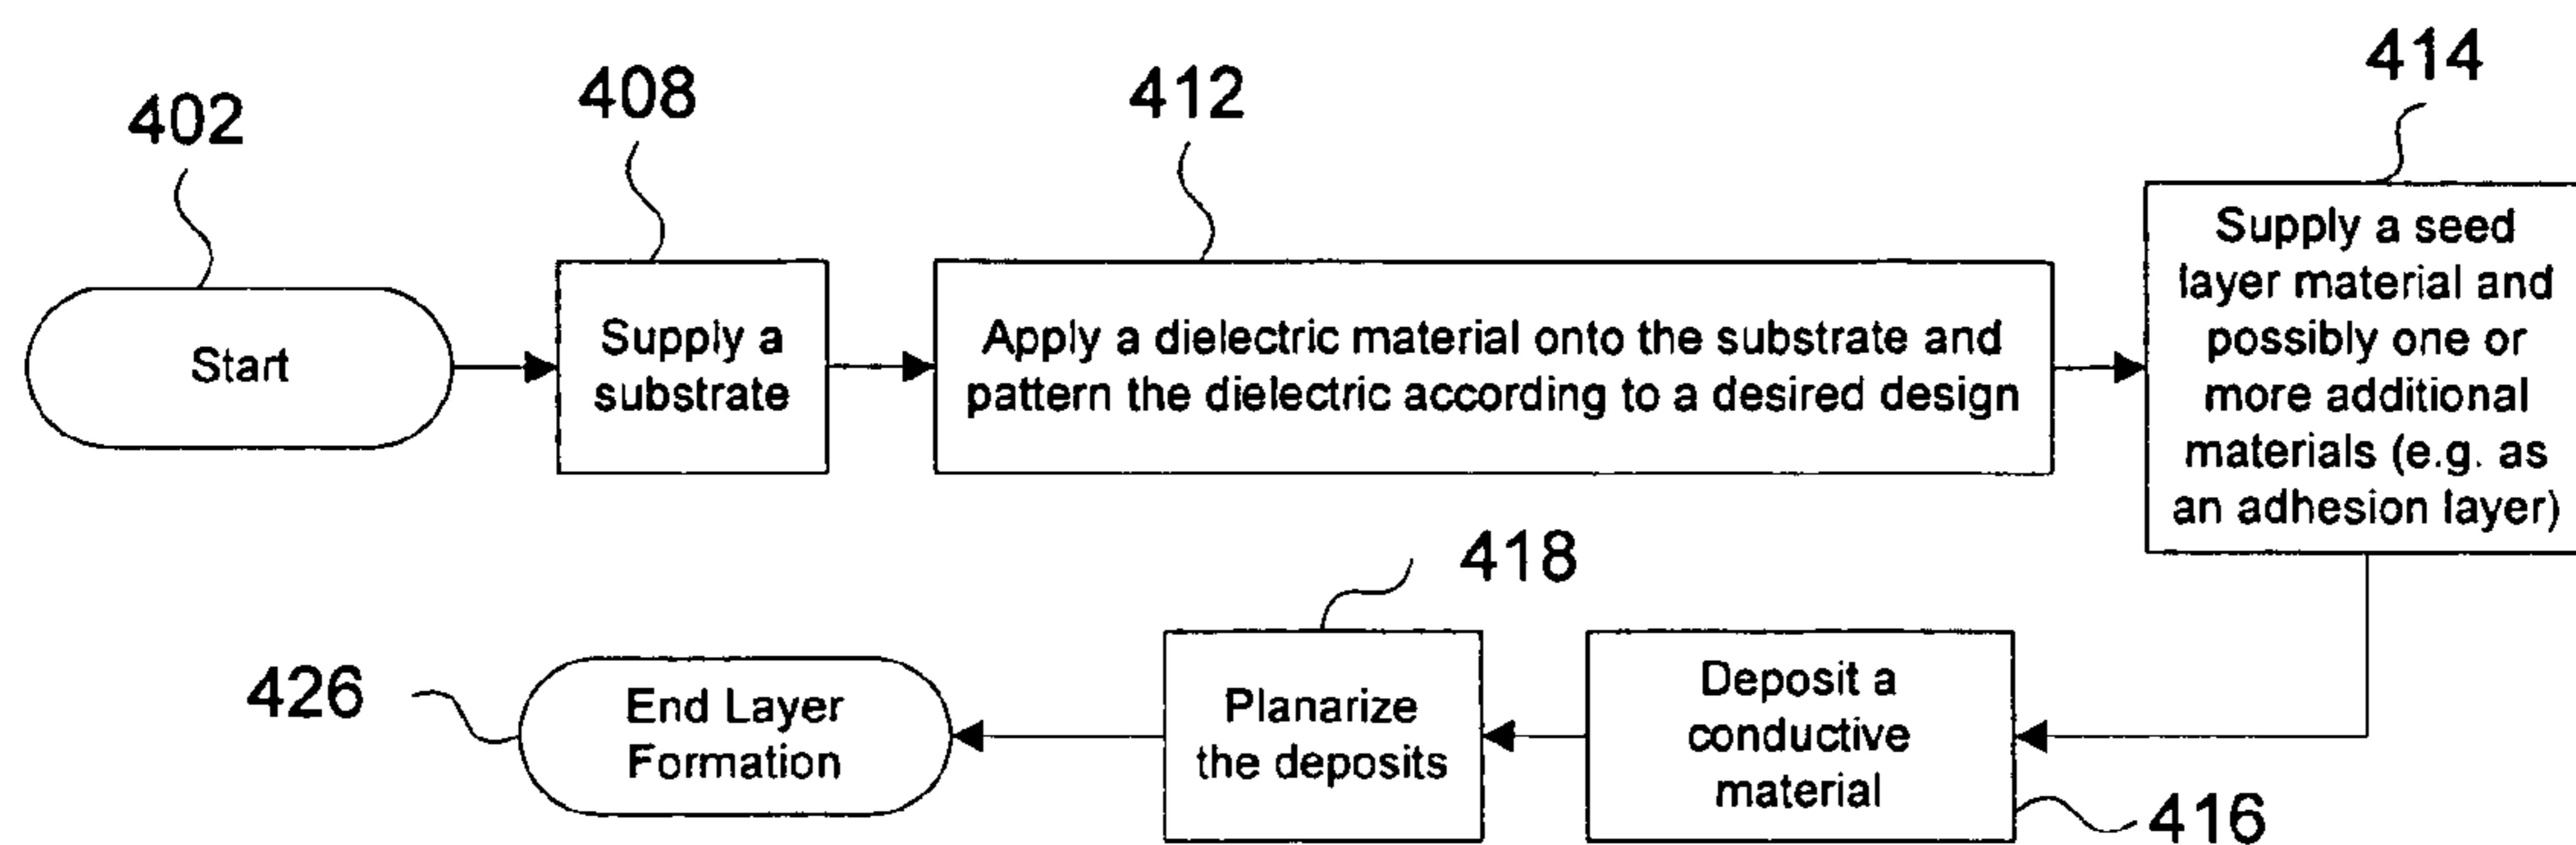 402
Start
408
Supply a
substrate
412
Apply a dielectric material onto the substrate and
pattern the dielectric according to a desired design
414
Supply a seed
layer material and
possibly one or
more additional
materials (e.g. as
an adhesion layer)
416
Deposit a
conductive
material
418
Planarize
the deposits
426
End Layer
Formation